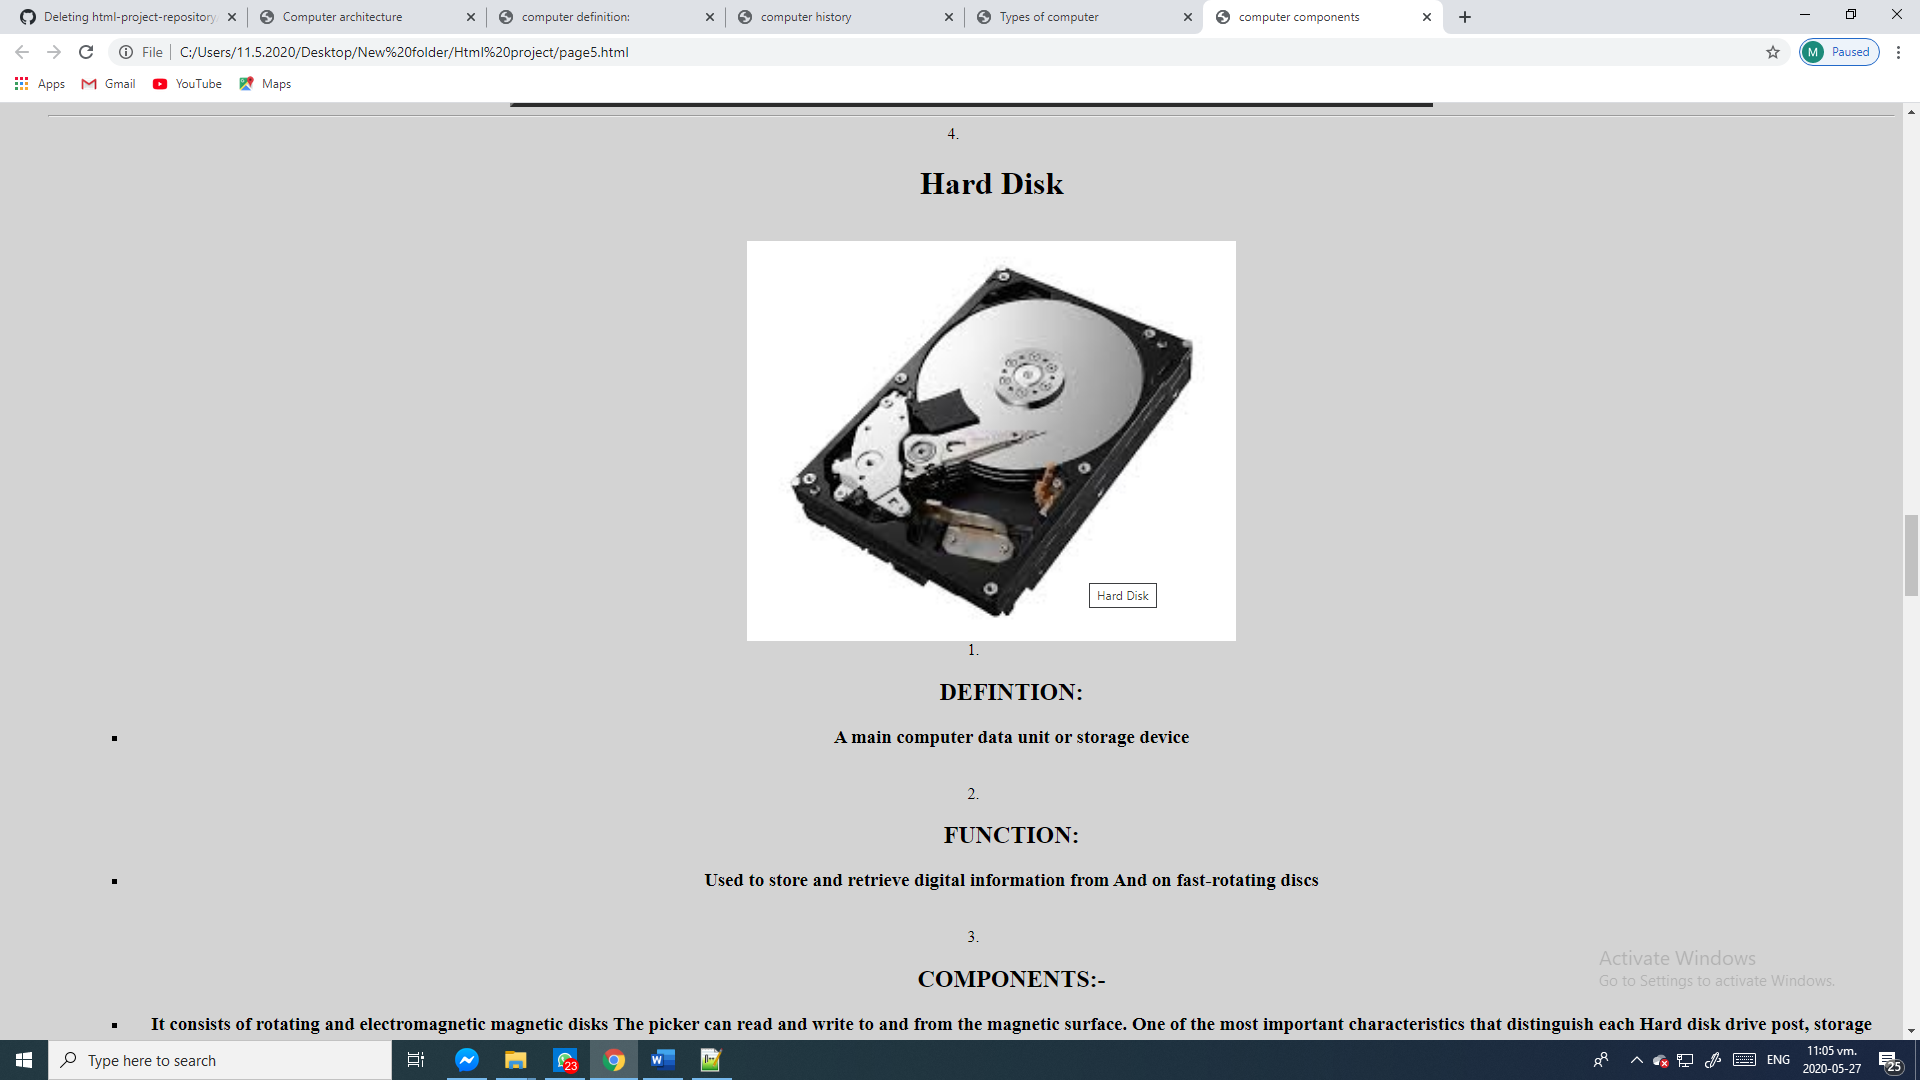 Deleting html-project-repository
Computer architecture
computer definition:
computer history
Types of computer
computer components
File
C:/Users/11.5.2020/Desktop/New%20folder/Html%20project/page5.html
M
Paused
Apps
Gmail
YouTube
Maps
4.
Hard Disk
Hard Disk
1.
DEFINTION:
A main computer data unit or storage device
2.
FUNCTION:
Used to store and retrieve digital information from And on fast-rotating discs
3.
COMPONENTS:-
It consists of rotating and electromagnetic magnetic disks The picker can read and write to and from the magnetic surface. One of the most important characteristics that distinguish each Hard disk drive post, storage
Activate Windows
Go to Settings to activate Windows.
Type here to search
23
ENG
11:05 vm.
2020-05-27
25